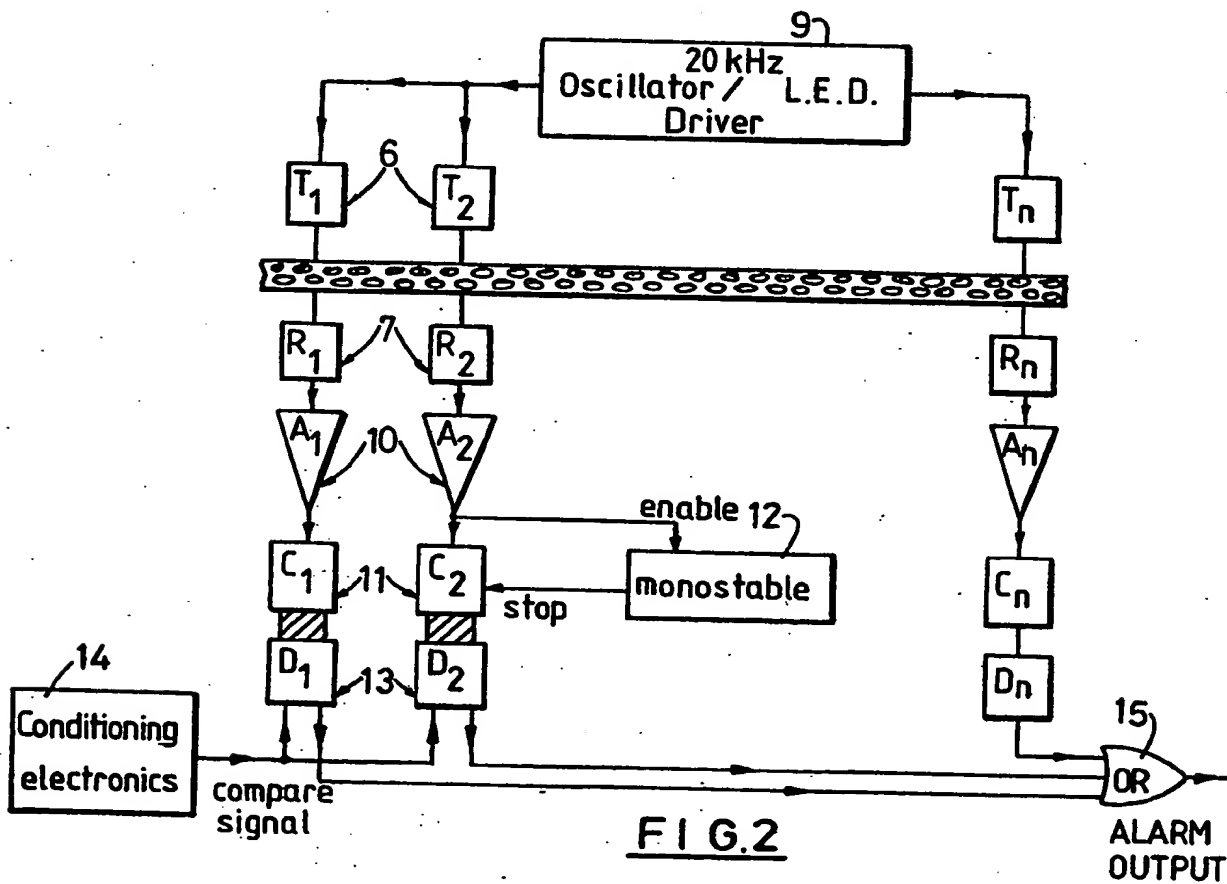 9
20 kHz
Oscillator / L.E.D.
Driver
6
T1 T2 Tn
7
R1 R2 Rn
10
A1 A2 An
enable 12
C1 11 C2 stop monostable Cn
14
D1 13 D2 Dn
15
Conditioning
electronics
compare
signal
OR
FIG.2
ALARM
OUTPUT